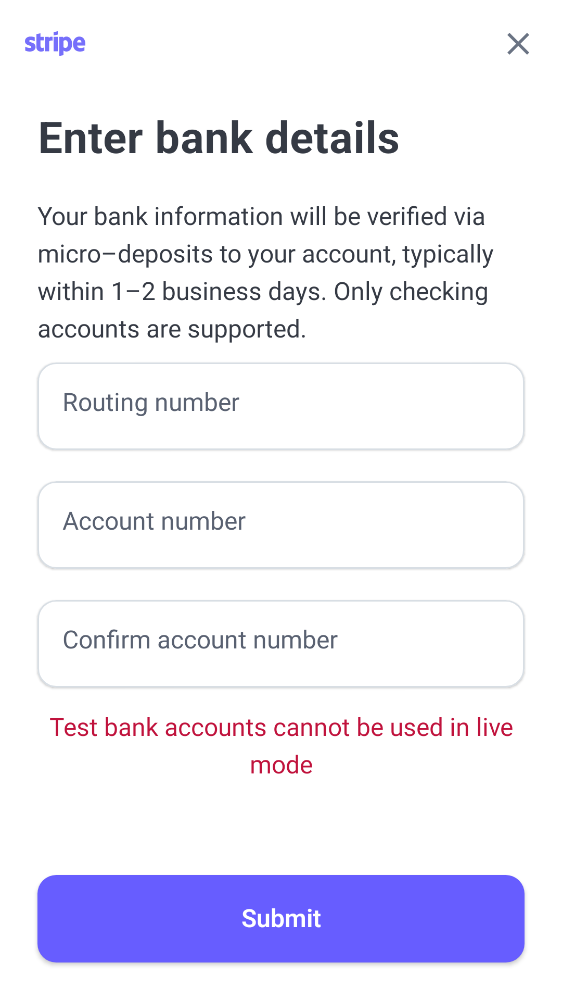 stripe
Enter bank details
Your bank information will be verified via
micro–deposits to your account, typically
within 1–2 business days. Only checking
accounts are supported.
Routing number
Account number
Confirm account number
Test bank accounts cannot be used in live
mode
Submit